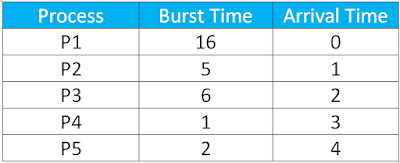 Process Burst Time Arrival Time
P1 16 0
P2 5 1
P3 6 2
P4 1 3
P5 2 4